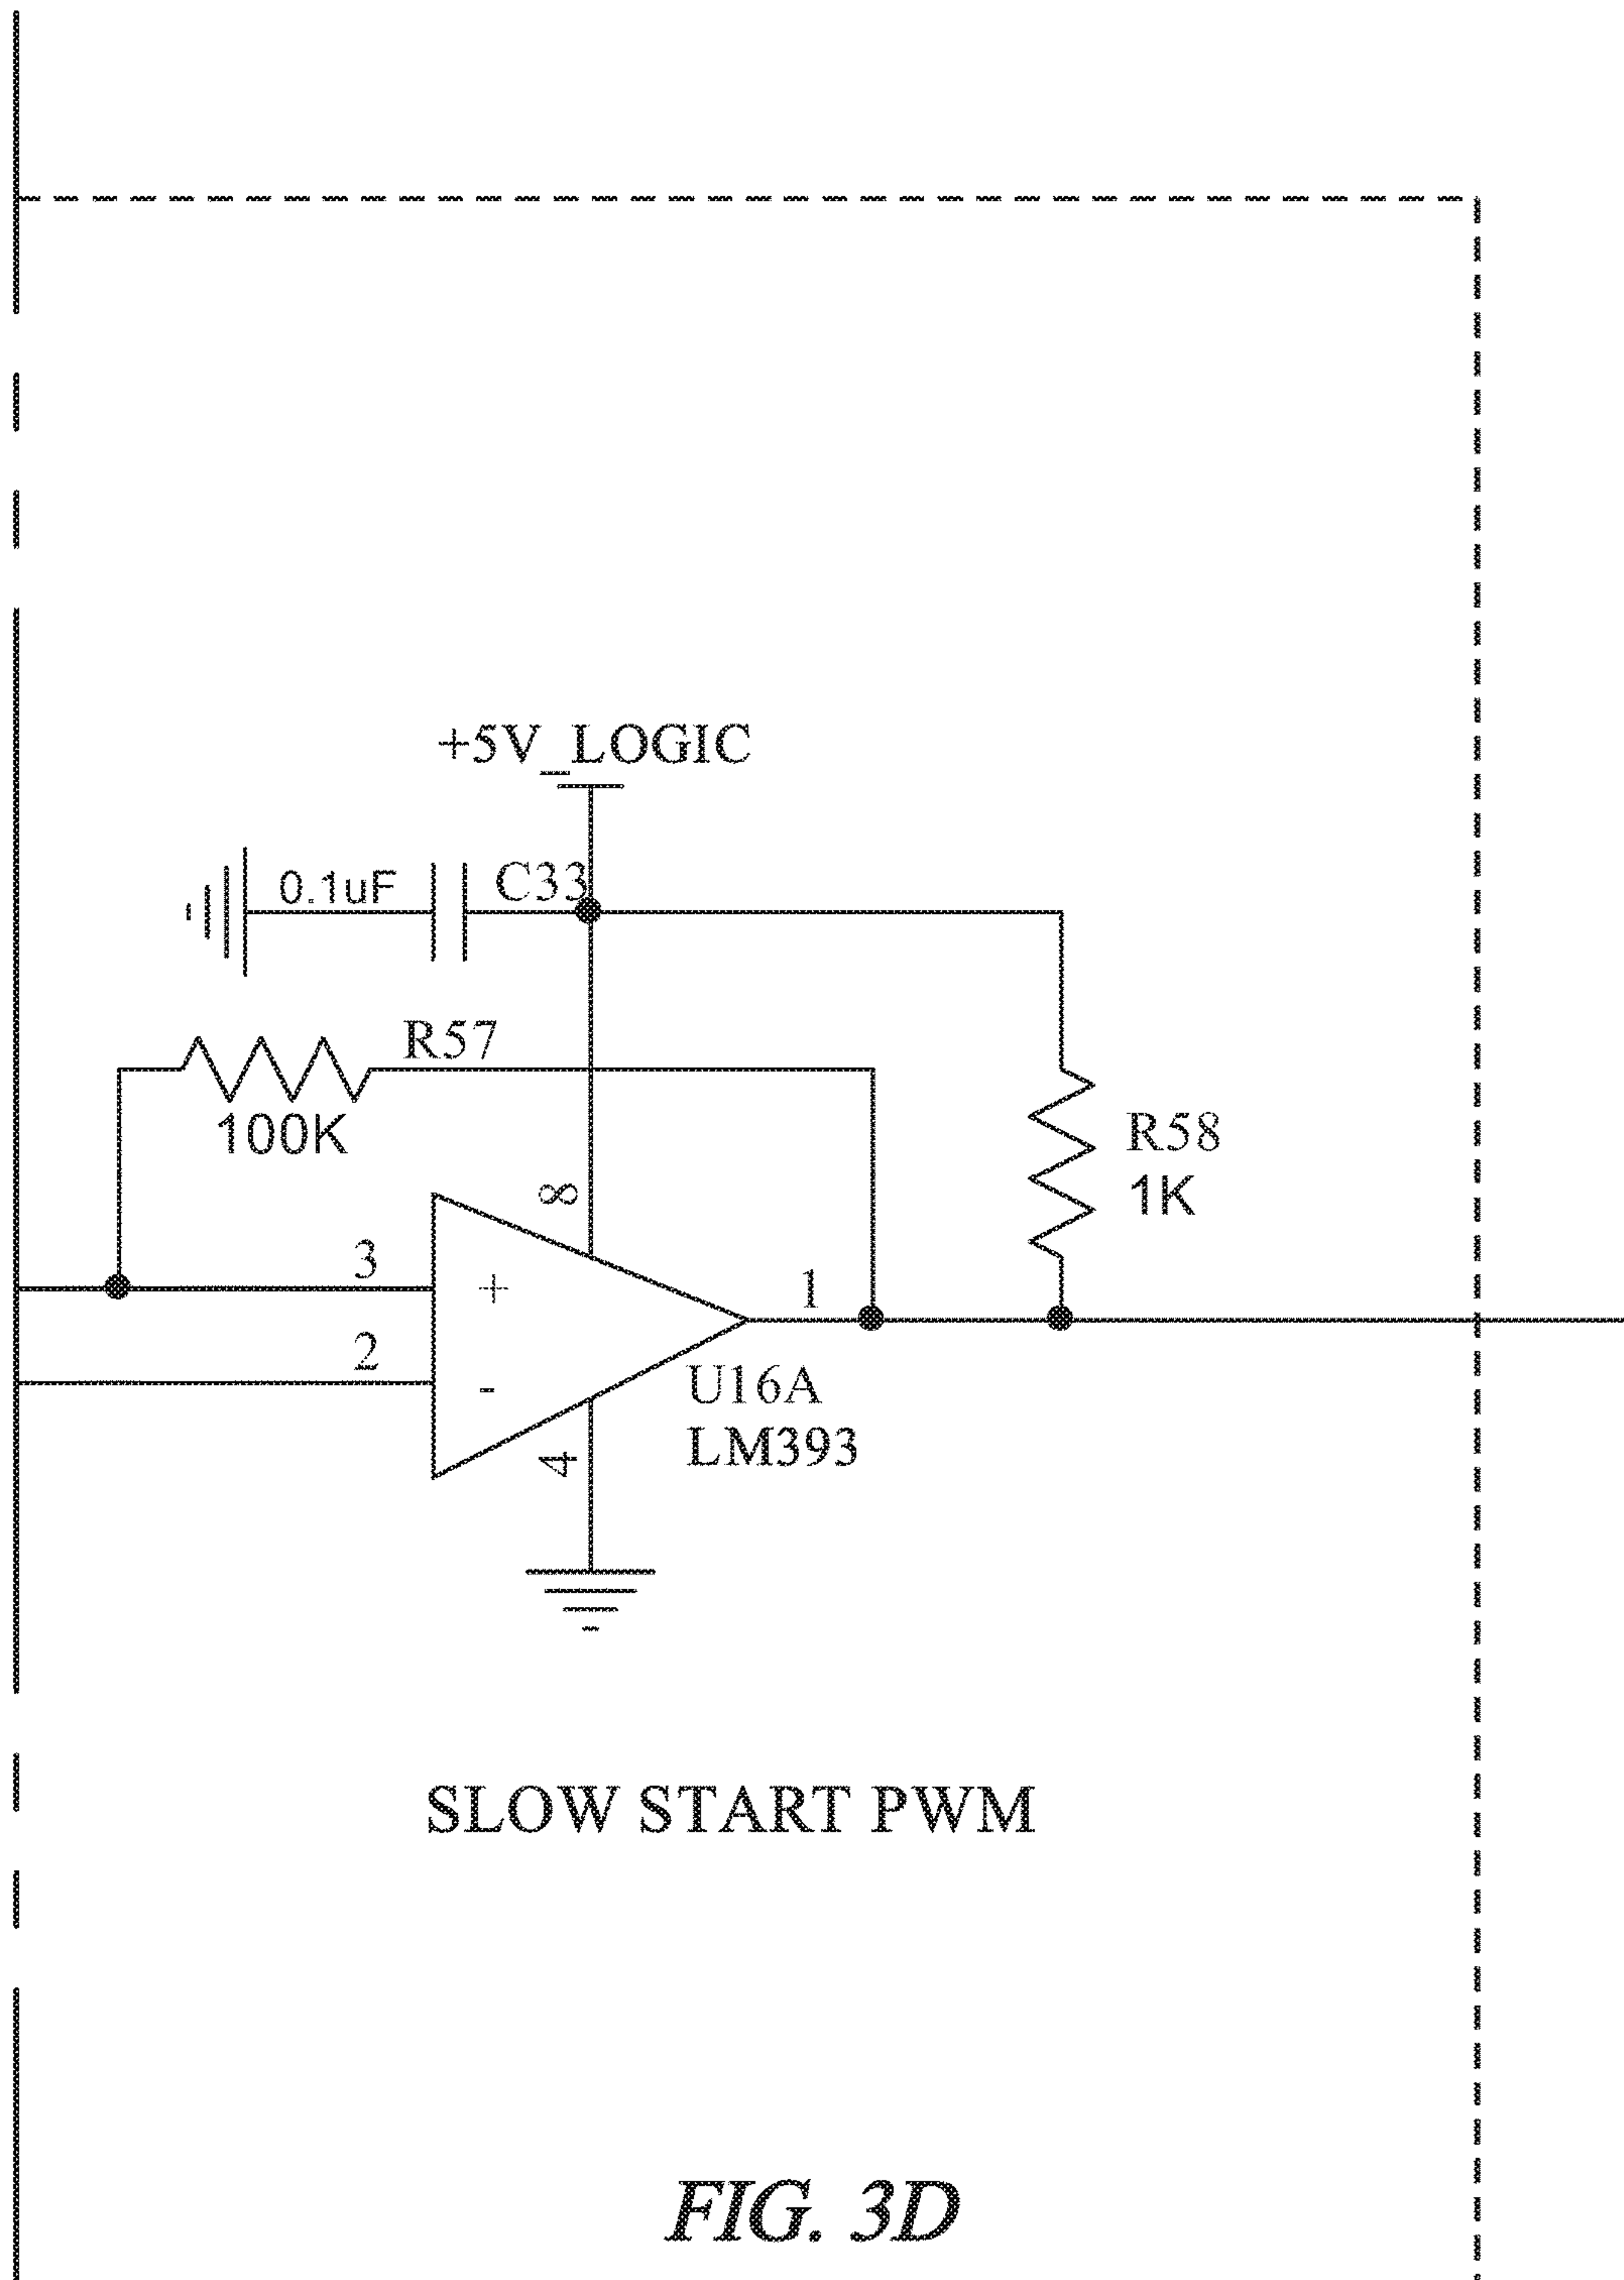 +5V_LOGIC
0.1uF
C33
R57
100K
R58
1K
8
3
+
1
2
-
U16A
LM393
4
SLOW START PWM
FIG. 3D